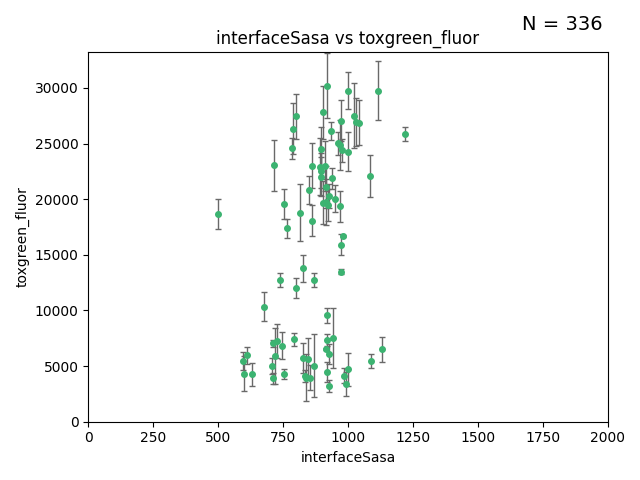 N = 336
interfaceSasa vs toxgreen_fluor
toxgreen_fluor
30000
25000
20000
15000
10000
5000
0
0 250 500 750 1000 1250 1500 1750 2000
interfaceSasa